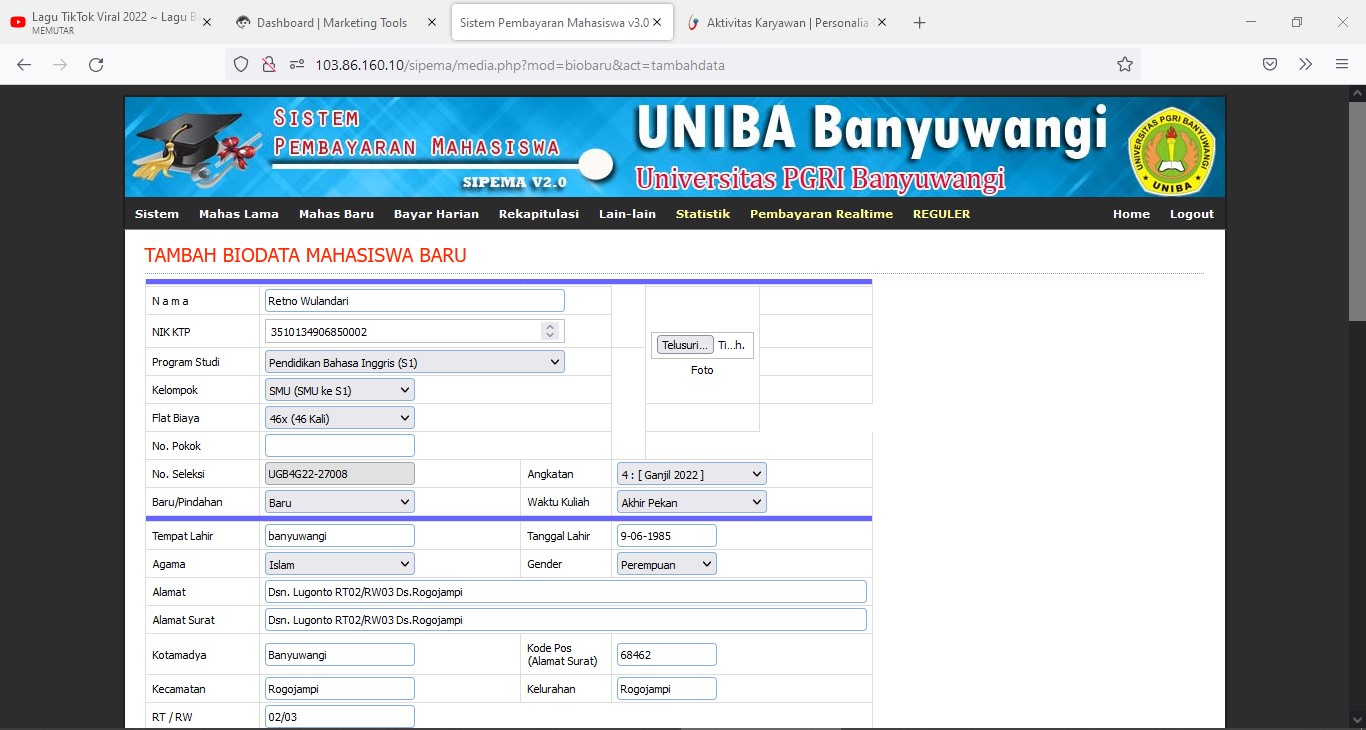 Lagu TikTok Viral 2022 ~ Lagu B
MEMUTAR
Dashboard | Marketing Tools
Sistem Pembayaran Mahasiswa v3.0
Aktivitas Karyawan | Personalia
103.86.160.10/sipema/media.php?mod=biobaru&act=tambahdata
SISTEM
PEMBAYARAN MAHASISWA
SIPEMA V2.0
UNIBA Banyuwangi
Universitas PGRI Banyuwangi
UNIVERSITAS PGRI BANYUWANGI
UNIBA
Sistem Mahas Lama Mahas Baru Bayar Harian Rekapitulasi Lain-lain Statistik Pembayaran Realtime REGULER Home Logout
TAMBAH BIODATA MAHASISWA BARU
N a m a Retno Wulandari
NIK KTP 3510134906850002
Telusuri... Ti...h.
Foto
Program Studi Pendidikan Bahasa Inggris (S1)
Kelompok SMU (SMU ke S1)
Flat Biaya 46x (46 Kali)
No. Pokok
No. Seleksi UGB4G22-27008 Angkatan 4 : [ Ganjil 2022 ]
Baru/Pindahan Baru Waktu Kuliah Akhir Pekan
Tempat Lahir banyuwangi Tanggal Lahir 9-06-1985
Agama Islam Gender Perempuan
Alamat Dsn. Lugonto RT02/RW03 Ds.Rogojampi
Alamat Surat Dsn. Lugonto RT02/RW03 Ds.Rogojampi
Kotamadya Banyuwangi Kode Pos
(Alamat Surat) 68462
Kecamatan Rogojampi Kelurahan Rogojampi
RT / RW 02/03